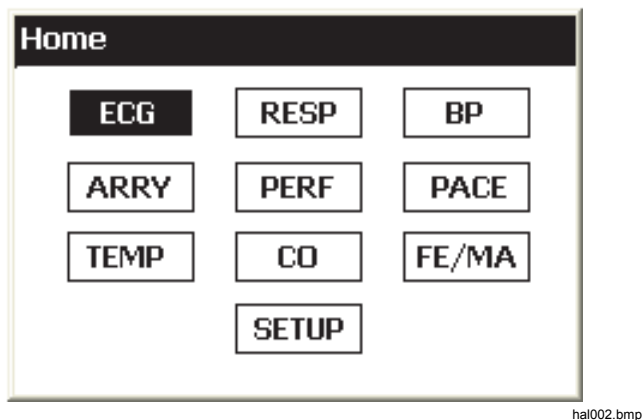 Home
ECG RESP BP
ARRY PERF PACE
TEMP CO FE/MA
SETUP
hal002.bmp